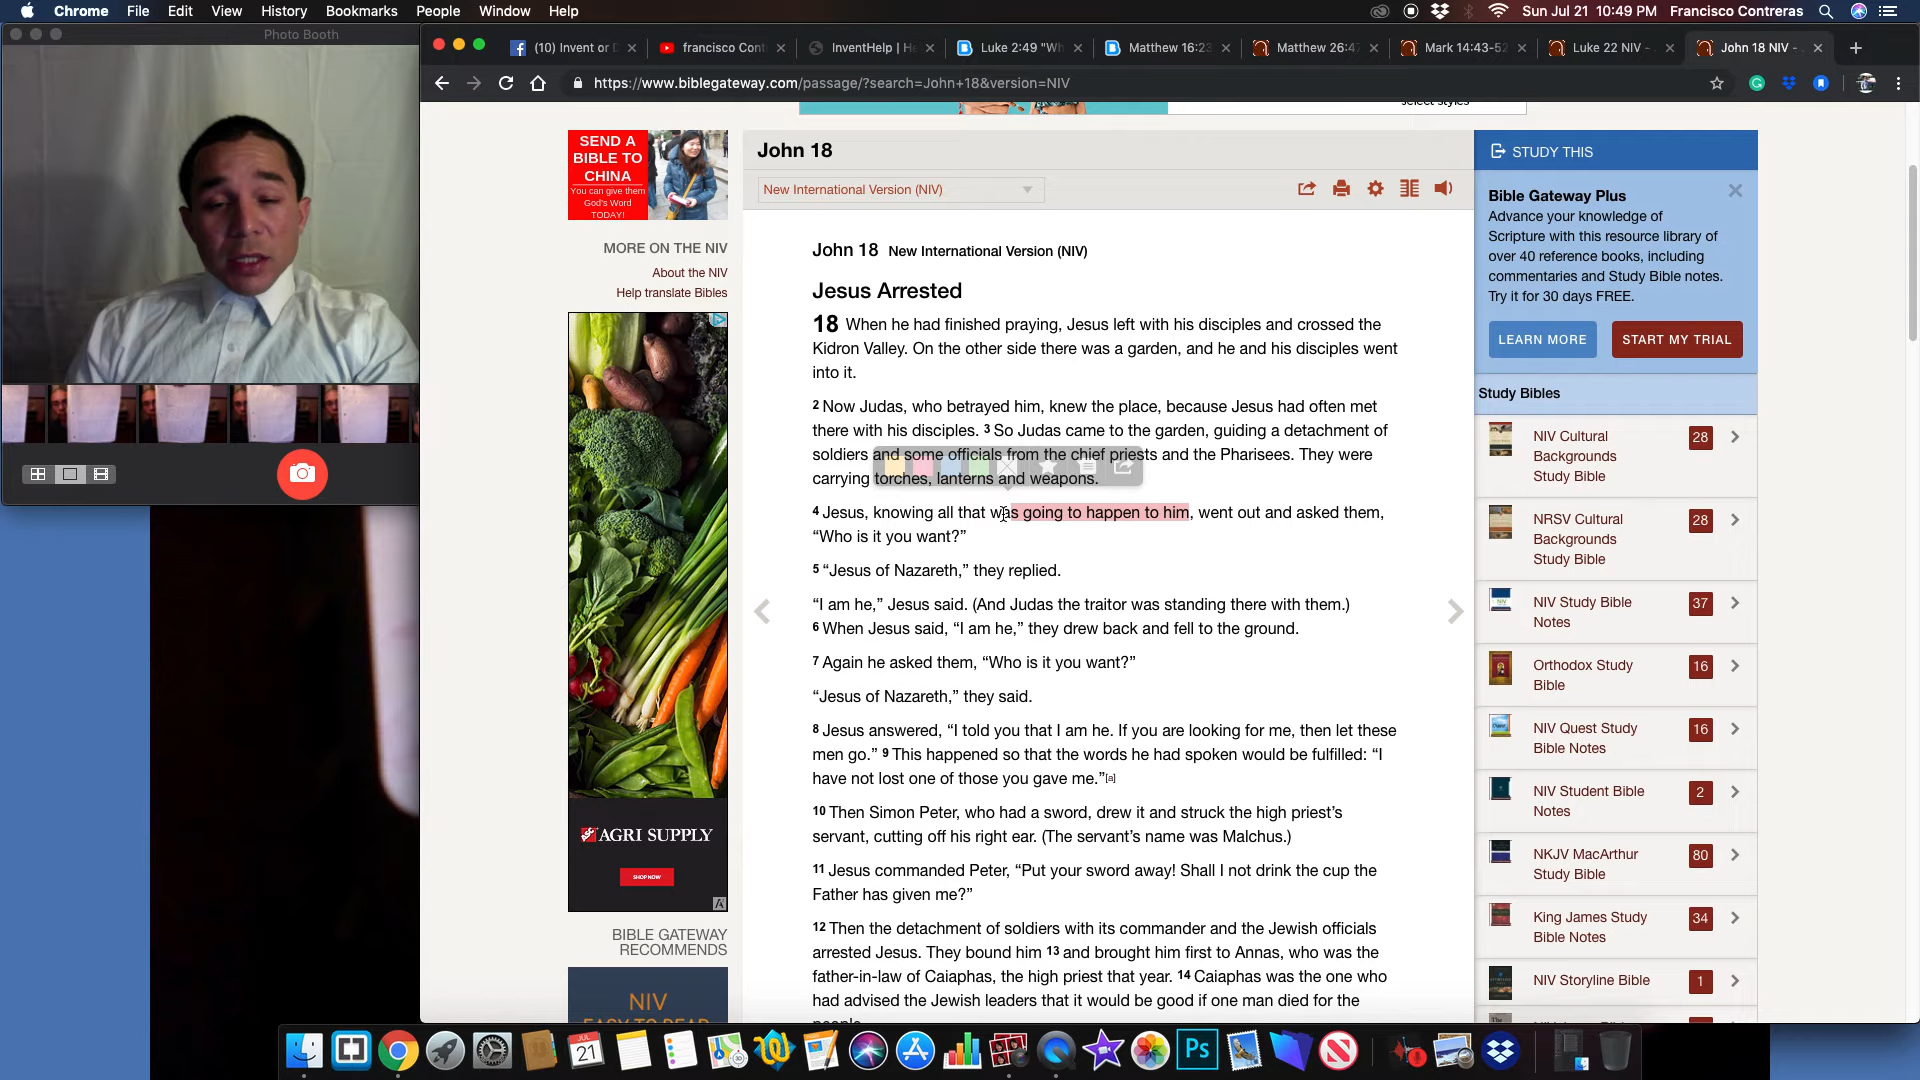 Chrome File Edit View History Bookmarks People Window Help
Sun Jul 21 10:49 PM Francisco Contreras
Photo Booth
(10) Invent or D
francisco Cont
InventHelp | He
Luke 2:49 "Wh
Matthew 16:23
Matthew 26:47
Mark 14:43-52
Luke 22 NIV -
John 18 NIV -
https://www.biblegateway.com/passage/?search=John+18&version=NIV
select styles
SEND A
BIBLE TO
CHINA
You can give them
God's Word
TODAY!
MORE ON THE NIV
About the NIV
Help translate Bibles
AGRI SUPPLY
SHOP NOW
BIBLE GATEWAY
RECOMMENDS
NIV
John 18
New International Version (NIV)
John 18 New International Version (NIV)
Jesus Arrested
18 When he had finished praying, Jesus left with his disciples and crossed the
Kidron Valley. On the other side there was a garden, and he and his disciples went
into it.
2 Now Judas, who betrayed him, knew the place, because Jesus had often met
there with his disciples. 3 So Judas came to the garden, guiding a detachment of
soldiers and some officials from the chief priests and the Pharisees. They were
carrying torches, lanterns and weapons.
4 Jesus, knowing all that was going to happen to him, went out and asked them,
“Who is it you want?”
5 “Jesus of Nazareth,” they replied.
“I am he,” Jesus said. (And Judas the traitor was standing there with them.)
6 When Jesus said, “I am he,” they drew back and fell to the ground.
7 Again he asked them, “Who is it you want?”
“Jesus of Nazareth,” they said.
8 Jesus answered, “I told you that I am he. If you are looking for me, then let these
men go.” 9 This happened so that the words he had spoken would be fulfilled: “I
have not lost one of those you gave me.”[a]
10 Then Simon Peter, who had a sword, drew it and struck the high priest’s
servant, cutting off his right ear. (The servant’s name was Malchus.)
11 Jesus commanded Peter, “Put your sword away! Shall I not drink the cup the
Father has given me?”
12 Then the detachment of soldiers with its commander and the Jewish officials
arrested Jesus. They bound him 13 and brought him first to Annas, who was the
father-in-law of Caiaphas, the high priest that year. 14 Caiaphas was the one who
had advised the Jewish leaders that it would be good if one man died for the
people.
STUDY THIS
Bible Gateway Plus
Advance your knowledge of
Scripture with this resource library of
over 40 reference books, including
commentaries and Study Bible notes.
Try it for 30 days FREE.
LEARN MORE START MY TRIAL
Study Bibles
NIV Cultural
Backgrounds
Study Bible
28
NRSV Cultural
Backgrounds
Study Bible
28
NIV Study Bible
Notes
37
Orthodox Study
Bible
16
NIV Quest Study
Bible Notes
16
NIV Student Bible
Notes
2
NKJV MacArthur
Study Bible
80
King James Study
Bible Notes
34
NIV Storyline Bible
1
JUL
21
Ps